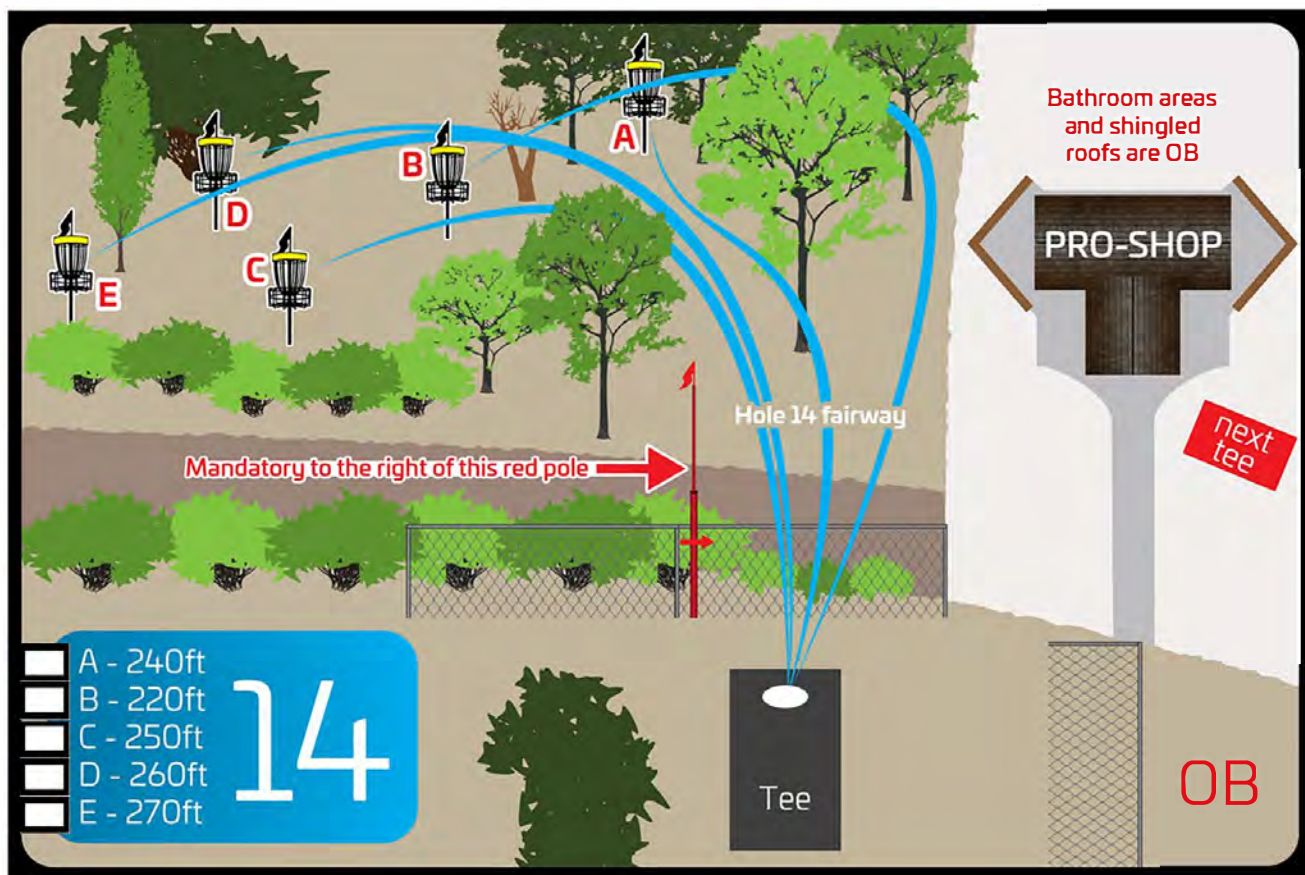 Bathroom areas
and shingled
roofs are OB
A
B
D
C
E
PRO-SHOP
Hole 14 fairway
next
tee
Mandatory to the right of this red pole
A - 240ft
B - 220ft
C - 250ft
D - 260ft
E - 270ft
14
Tee
OB